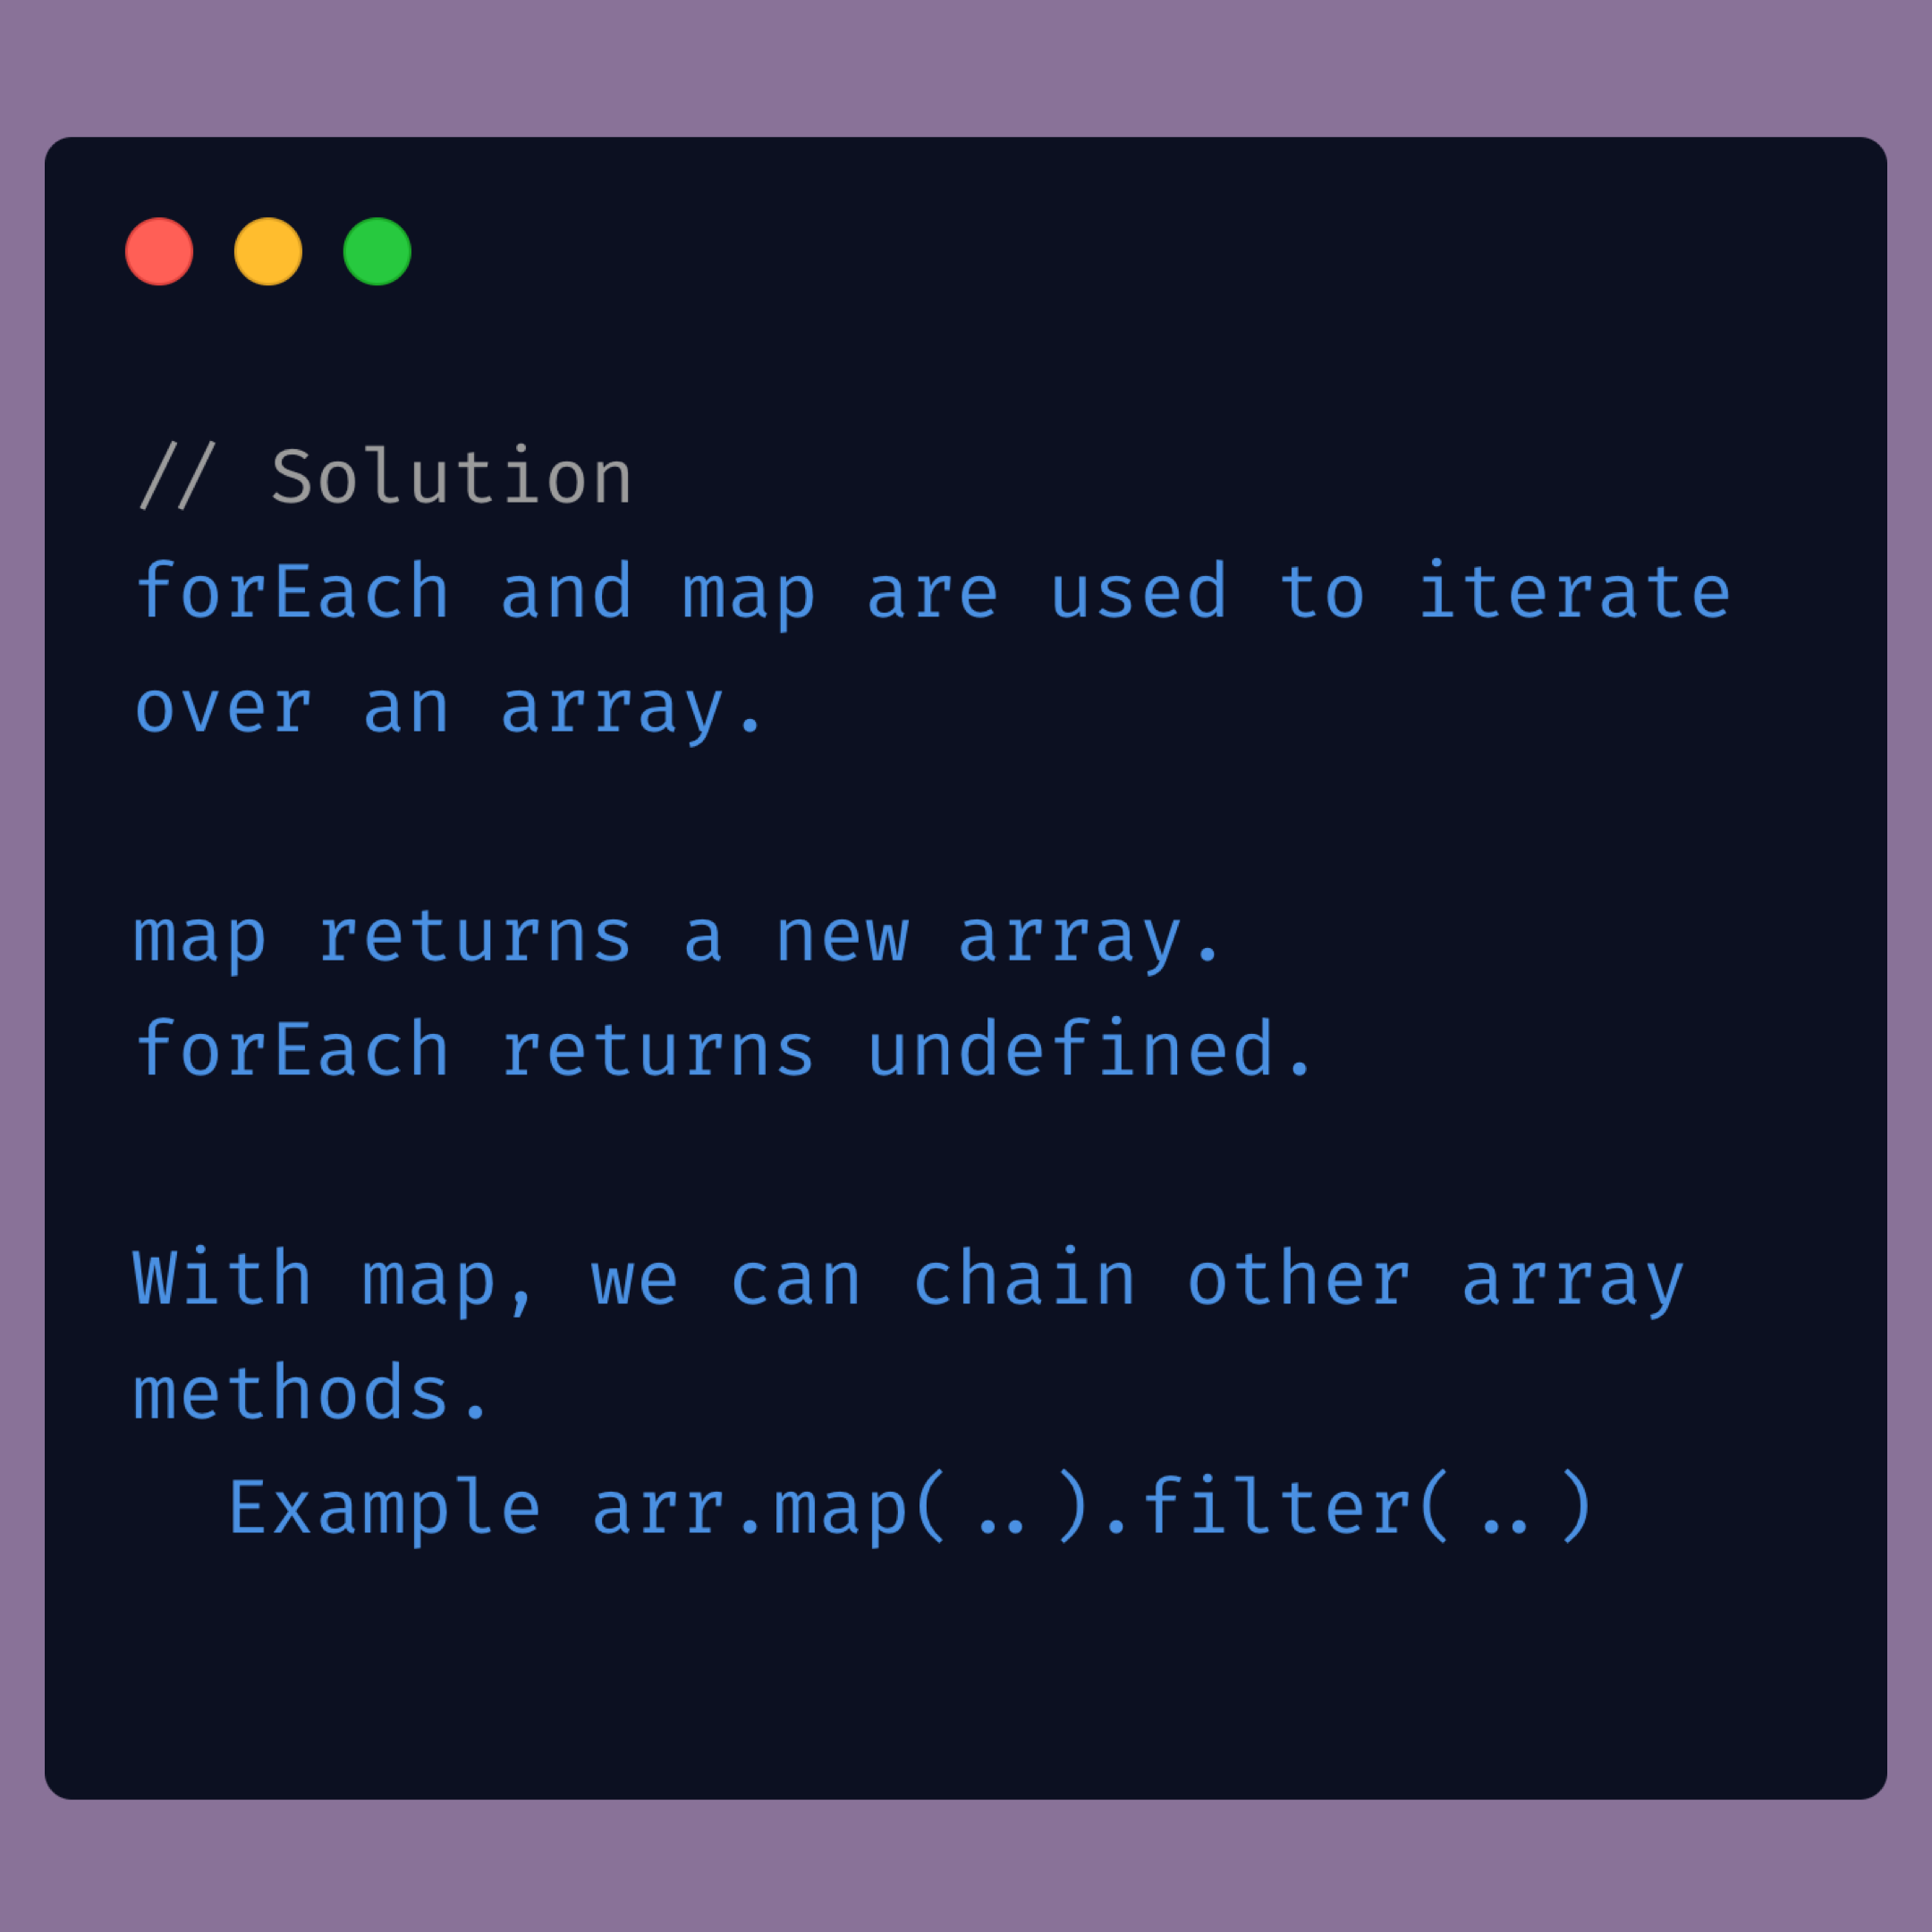 // Solution
forEach and map are used to iterate
over an array.
map returns a new array.
forEach returns undefined.
With map, we can chain other array
methods.
Example arr.map(..).filter(..)